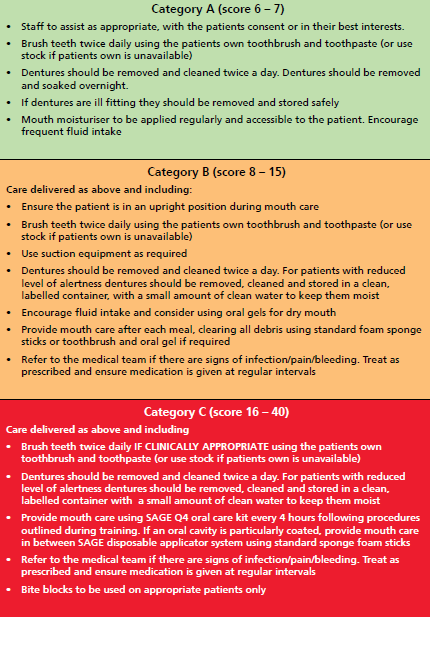 Category A (score 6 – 7)
• Staff to assist as appropriate, with the patients consent or in their best interests.
• Brush teeth twice daily using the patients own toothbrush and toothpaste (or use
stock if patients own is unavailable)
• Dentures should be removed and cleaned twice a day. Dentures should be removed
and soaked overnight.
• If dentures are ill fitting they should be removed and stored safely
• Mouth moisturiser to be applied regularly and accessible to the patient. Encourage
frequent fluid intake
Category B (score 8 – 15)
Care delivered as above and including:
• Ensure the patient is in an upright position during mouth care
• Brush teeth twice daily using the patients own toothbrush and toothpaste (or use
stock if patients own is unavailable)
• Use suction equipment as required
• Dentures should be removed and cleaned twice a day. For patients with reduced
level of alertness dentures should be removed, cleaned and stored in a clean,
labelled container, with a small amount of clean water to keep them moist
• Encourage fluid intake and consider using oral gels for dry mouth
• Provide mouth care after each meal, clearing all debris using standard foam sponge
sticks or toothbrush and oral gel if required
• Refer to the medical team if there are signs of infection/pain/bleeding. Treat as
prescribed and ensure medication is given at regular intervals
Category C (score 16 – 40)
Care delivered as above and including
• Brush teeth twice daily IF CLINICALLY APPROPRIATE using the patients own
toothbrush and toothpaste (or use stock if patients own is unavailable)
• Dentures should be removed and cleaned twice a day. For patients with reduced
level of alertness dentures should be removed, cleaned and stored in a clean,
labelled container with a small amount of clean water to keep them moist
• Provide mouth care using SAGE Q4 oral care kit every 4 hours following procedures
outlined during training. If an oral cavity is particularly coated, provide mouth care
in between SAGE disposable applicator system using standard sponge foam sticks
• Refer to the medical team if there are signs of infection/pain/bleeding. Treat as
prescribed and ensure medication is given at regular intervals
• Bite blocks to be used on appropriate patients only